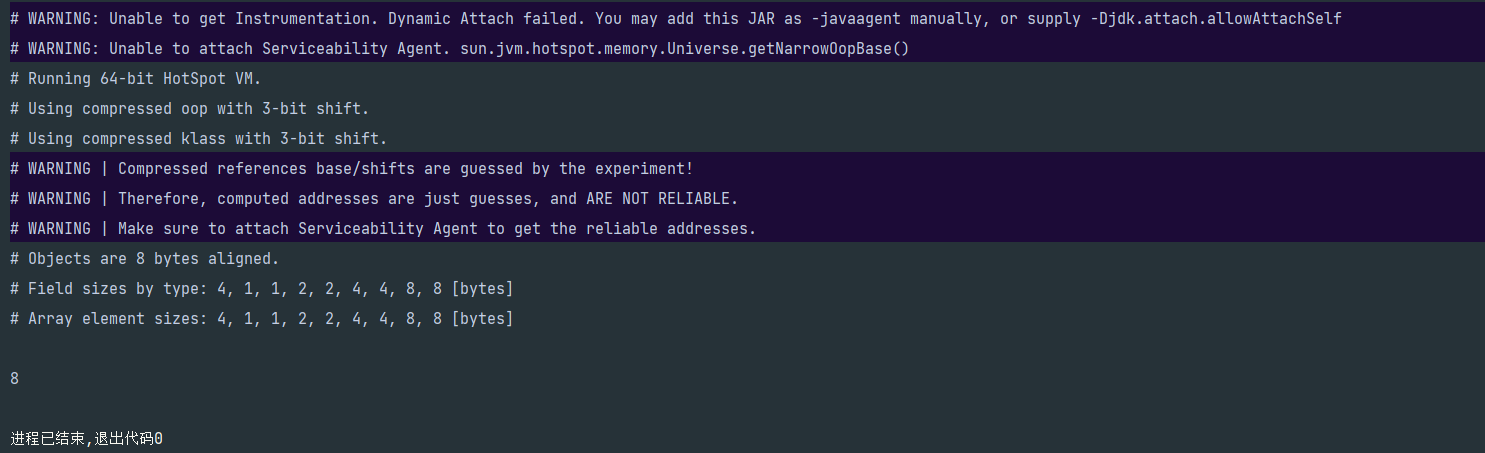 # WARNING: Unable to get Instrumentation. Dynamic Attach failed. You may add this JAR as -javaagent manually, or supply -Djdk.attach.allowAttachSelf
# WARNING: Unable to attach Serviceability Agent. sun.jvm.hotspot.memory.Universe.getNarrowOopBase()
# Running 64-bit HotSpot VM.
# Using compressed oop with 3-bit shift.
# Using compressed klass with 3-bit shift.
# WARNING | Compressed references base/shifts are guessed by the experiment!
# WARNING | Therefore, computed addresses are just guesses, and ARE NOT RELIABLE.
# WARNING | Make sure to attach Serviceability Agent to get the reliable addresses.
# Objects are 8 bytes aligned.
# Field sizes by type: 4, 1, 1, 2, 2, 4, 4, 8, 8 [bytes]
# Array element sizes: 4, 1, 1, 2, 2, 4, 4, 8, 8 [bytes]
8
进程已结束,退出代码0